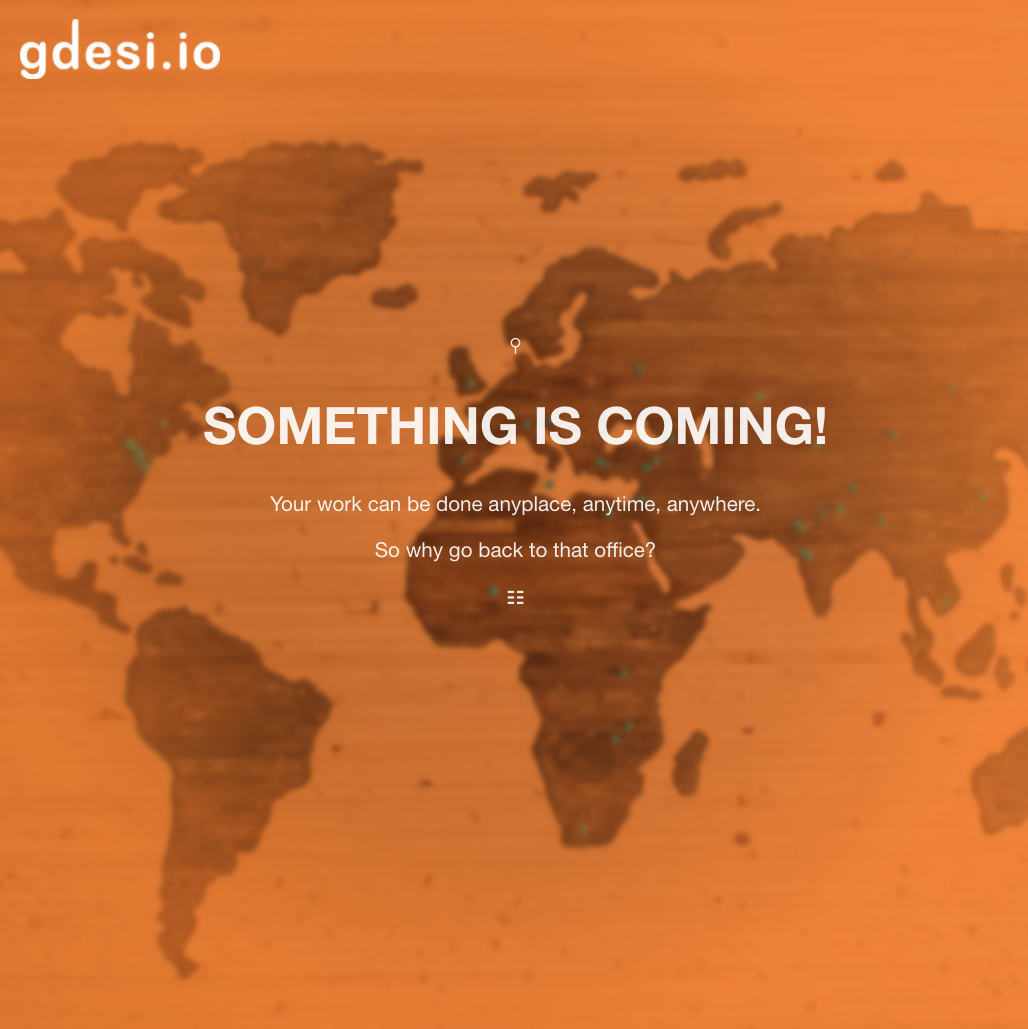 gdesi.io
⚲
SOMETHING IS COMING!
Your work can be done anyplace, anytime, anywhere.
So why go back to that office?
☷